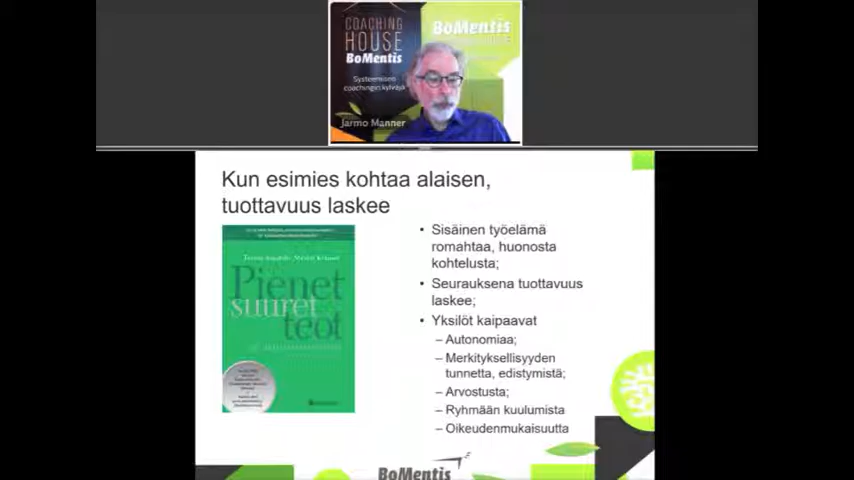 COACHING
HOUSE
BoMentis
Systeemisen
coachingin kylväjä
BoMentis
Jarmo Manner
Kun esimies kohtaa alaisen,
tuottavuus laskee
Pienet
suuret
teot
• Sisäinen työelämä
romahtaa, huonosta
kohtelusta;
• Seurauksena tuottavuus
laskee;
• Yksilöt kaipaavat
– Autonomiaa;
– Merkityksellisyyden
tunnetta, edistymistä;
– Arvostusta;
– Ryhmään kuulumista
– Oikeudenmukaisuutta
BoMentis